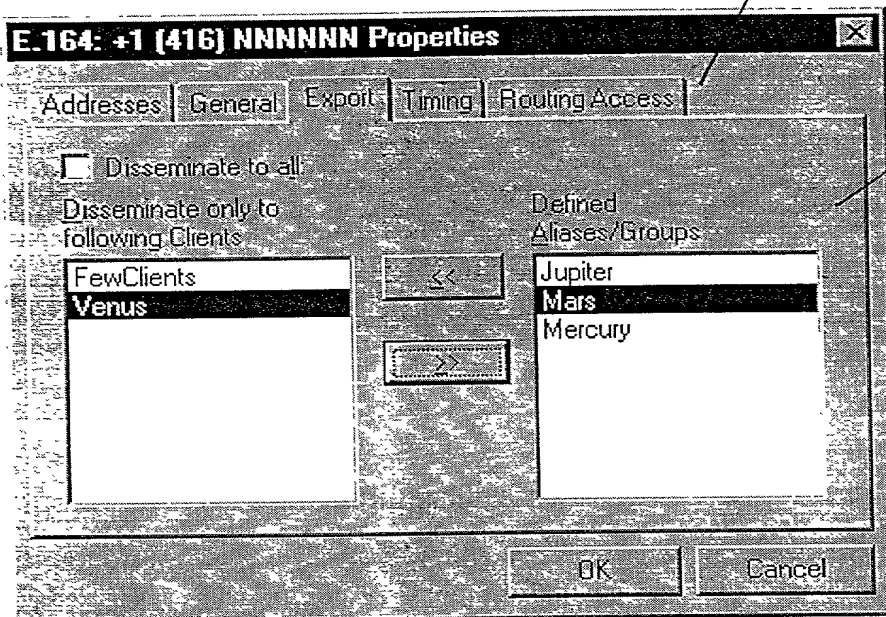 E.164: +1 (416) NNNNNN Properties
Addresses General Export Timing Routing Access
Disseminate to all:
Disseminate only to
following Clients
Defined
Aliases/Groups
FewClients
Venus
<<
>>
Jupiter
Mars
Mercury
OK Cancel